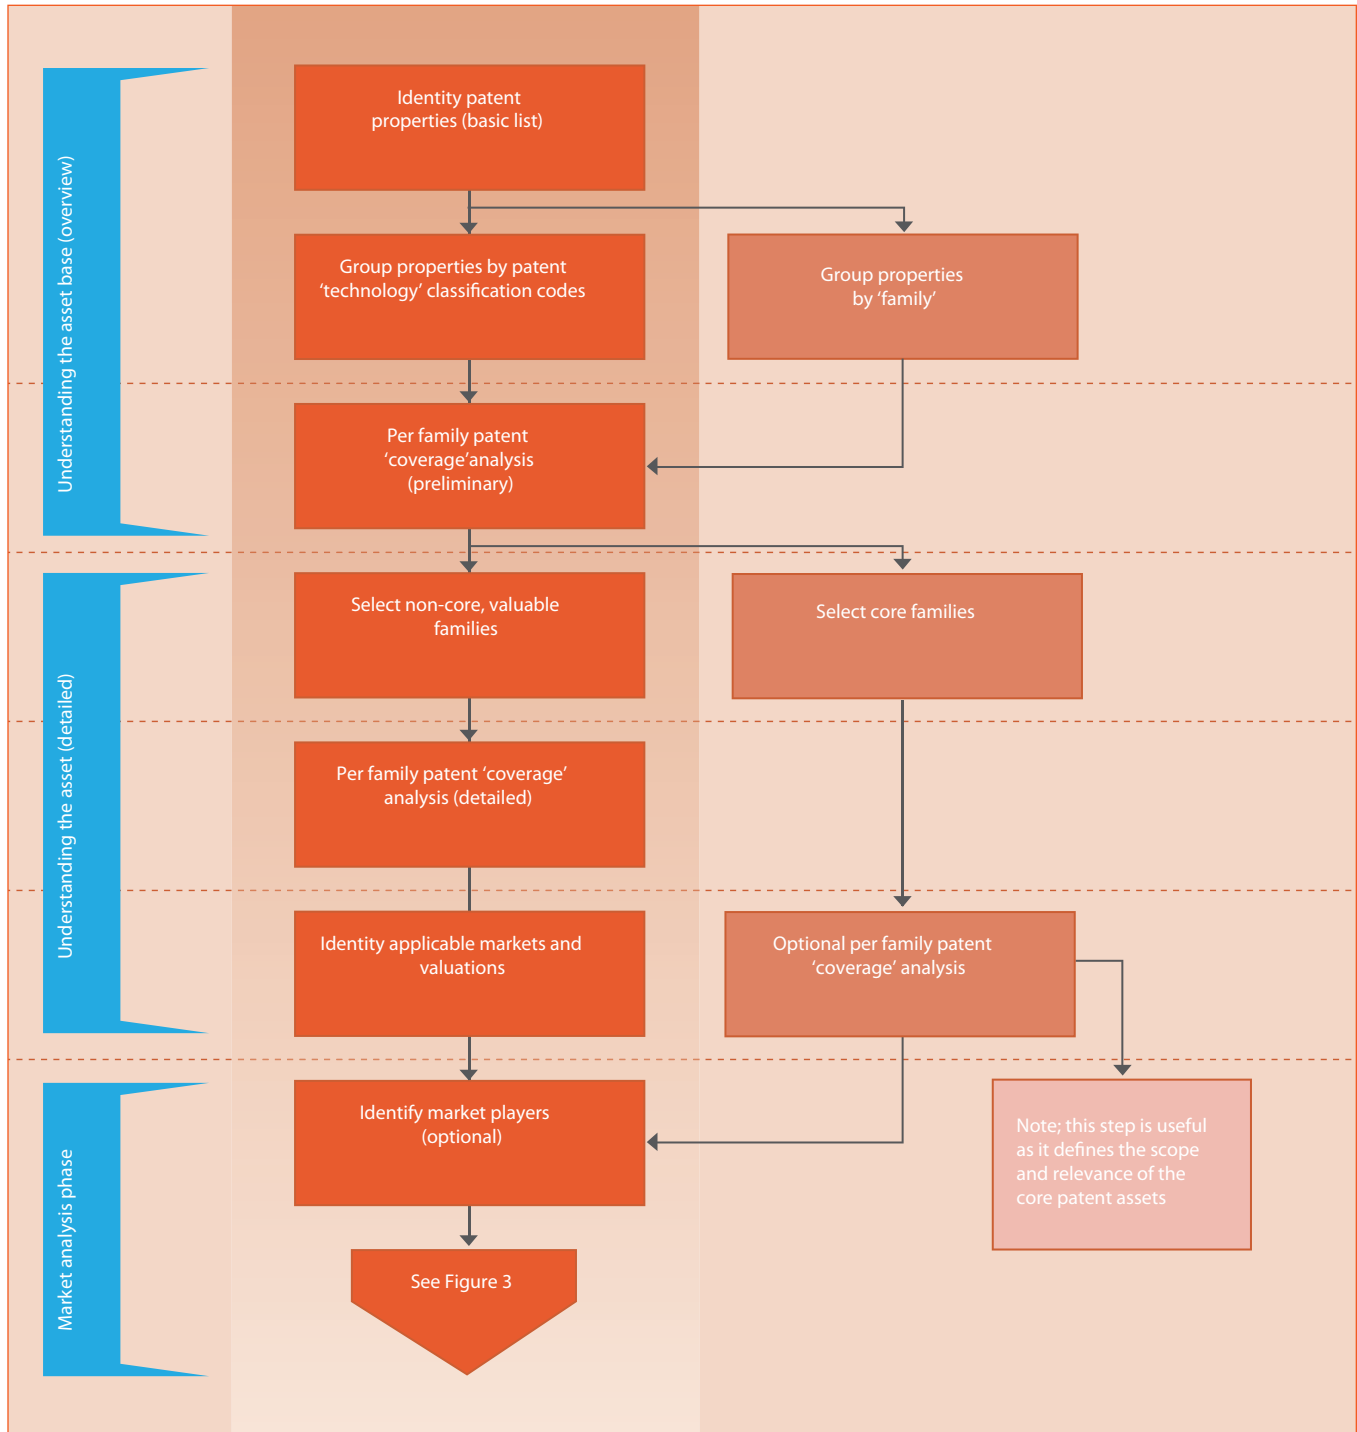 Understanding the asset base (overview)
Identity patent
properties (basic list)
Group properties by patent
‘technology’ classification codes
Group properties
by ‘family’
Per family patent
‘coverage’analysis
(preliminary)
Understanding the asset (detailed)
Select non-core, valuable
families
Select core families
Per family patent ‘coverage’
analysis (detailed)
Identity applicable markets and
valuations
Optional per family patent
‘coverage’ analysis
Market analysis phase
Identify market players
(optional)
Note; this step is useful
as it defines the scope
and relevance of the
core patent assets
See Figure 3